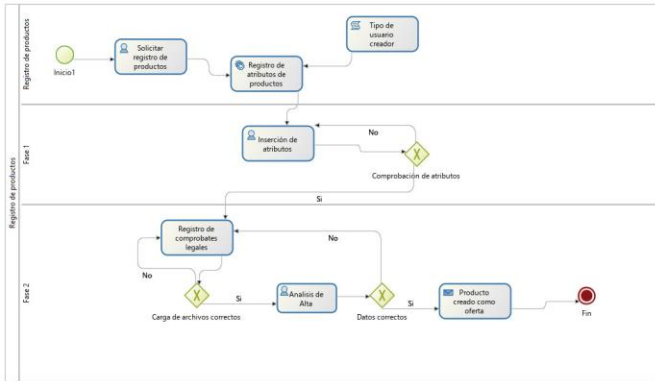 Registro de productos
Registro de productos
Inicio1
Solicitar
registro de
productos
Registro de
atributos de
productos
Tipo de
usuario
creador
Fase 1
Inserción de
atributos
No
Comprobación de atributos
Si
Fase 2
Registro de
comprobates
legales
No
No
Carga de archivos correctos
Si
Analisis de
Alta
Datos correctos
Si
Producto
creado como
oferta
Fin